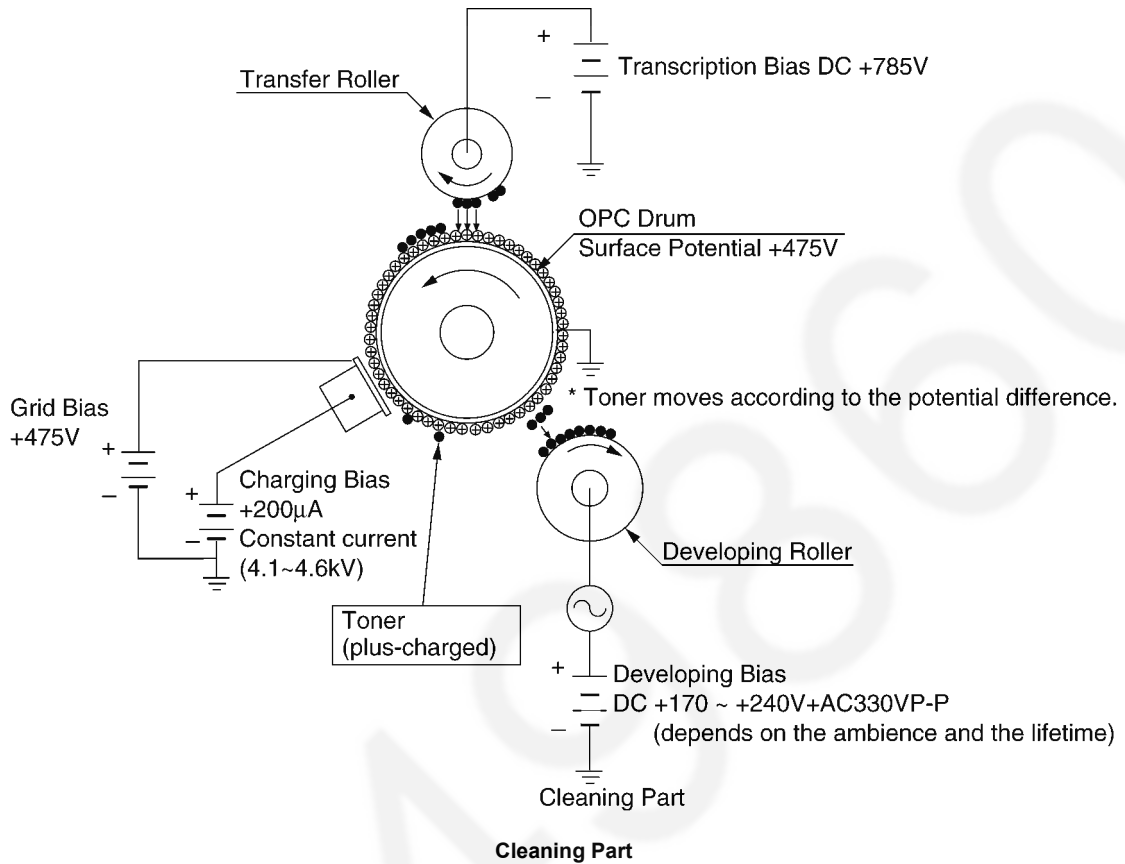 +
Transcription Bias DC +785V
−
Transfer Roller
OPC Drum
Surface Potential +475V
* Toner moves according to the potential difference.
Grid Bias
+475V
+
−
+
−
Charging Bias
+200μA
Constant current
(4.1~4.6kV)
Developing Roller
Toner
(plus-charged)
+
−
Developing Bias
DC +170 ~ +240V+AC330VP-P
(depends on the ambience and the lifetime)
Cleaning Part
Cleaning Part
49860